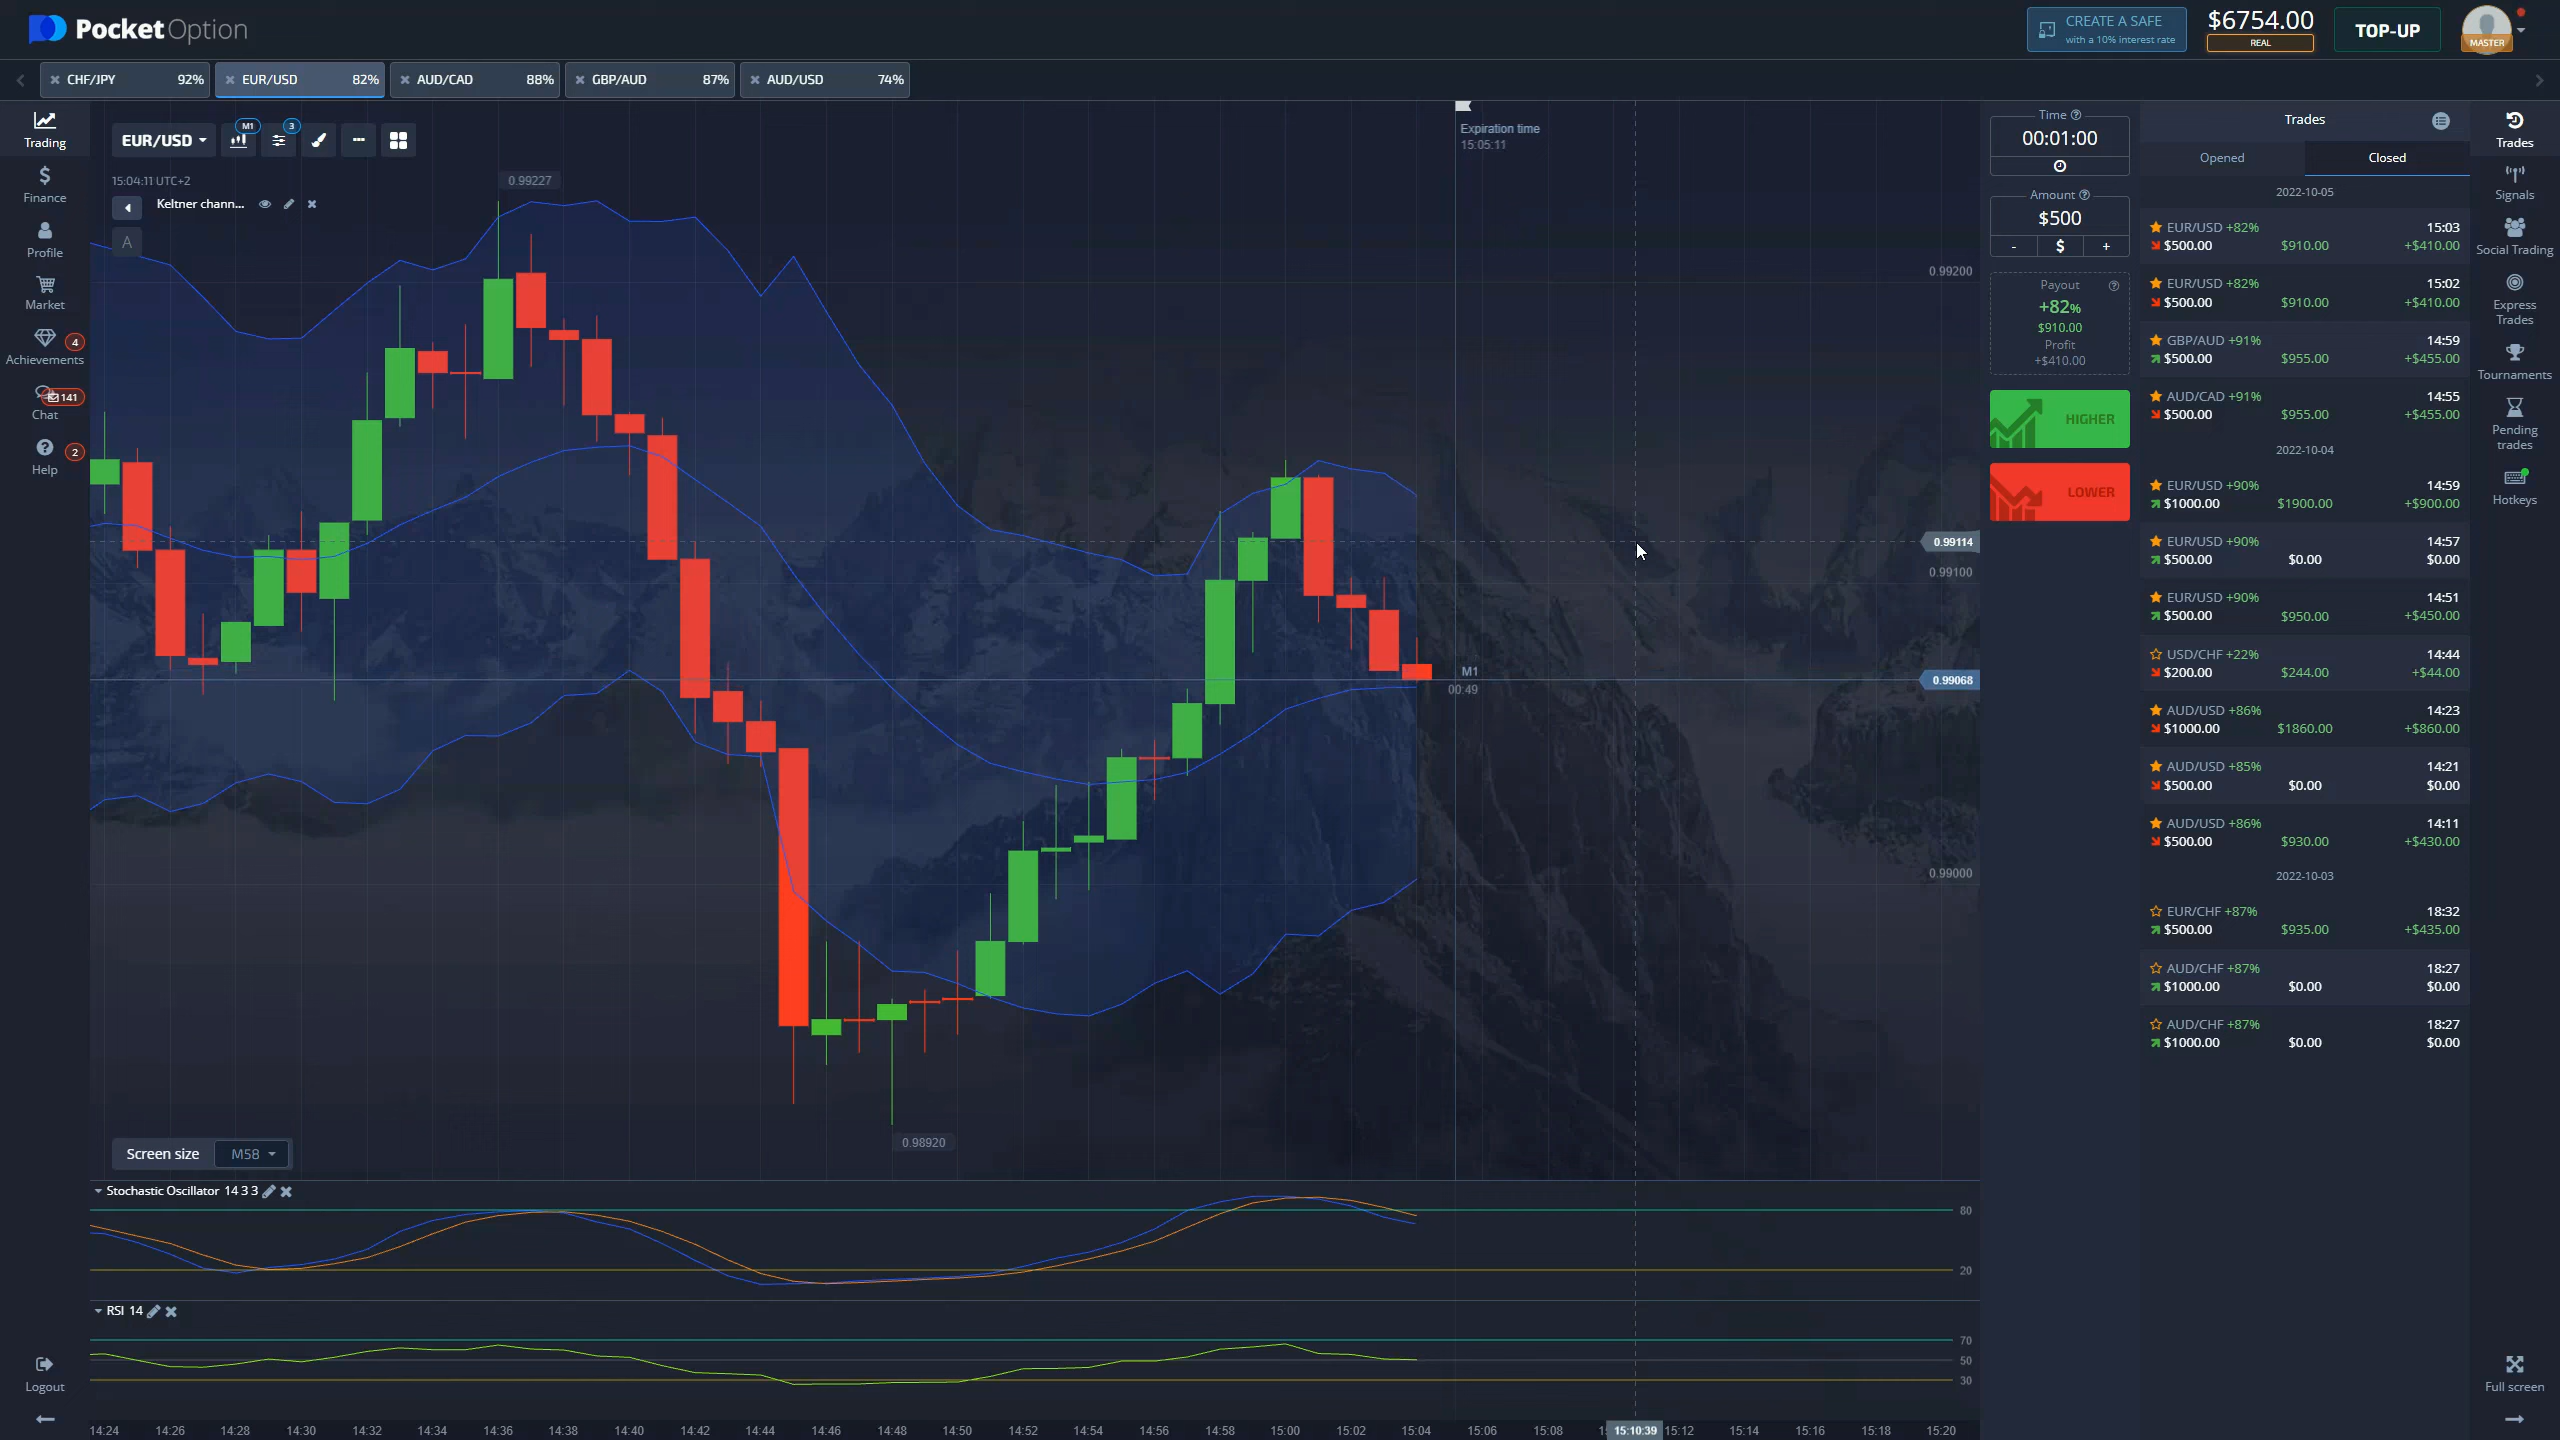 PocketOption
CREATE A SAFE
with a 10% interest rate
$6754.00
REAL
TOP-UP
MASTER
CHF/JPY 92%
EUR/USD 82%
AUD/CAD 88%
GBP/AUD 87%
AUD/USD 74%
Trading
Finance
Profile
Market
Achievements 4
Chat 141
Help 2
Logout
EUR/USD M1 3
15:04:11 UTC+2
Keltner chann...
A
0.99227
Expiration time
15:05:11
0.99200
0.99114
0.99100
M1
00:49
0.99068
0.99000
0.98920
Screen size M58
Stochastic Oscillator 14 3 3
80
20
RSI 14
70
50
30
14:24 14:26 14:28 14:30 14:32 14:34 14:36 14:38 14:40 14:42 14:44 14:46 14:48 14:50 14:52 14:54 14:56 14:58 15:00 15:02 15:04 15:06 15:08 15:10:39 15:12 15:14 15:16 15:18 15:20
Time
00:01:00
Amount
$500
- $ +
Payout
+82%
$910.00
Profit
+$410.00
HIGHER
LOWER
Trades
Opened Closed
2022-10-05
EUR/USD +82% 15:03
$500.00 $910.00 +$410.00
EUR/USD +82% 15:02
$500.00 $910.00 +$410.00
GBP/AUD +91% 14:59
$500.00 $955.00 +$455.00
AUD/CAD +91% 14:55
$500.00 $955.00 +$455.00
2022-10-04
EUR/USD +90% 14:59
$1000.00 $1900.00 +$900.00
EUR/USD +90% 14:57
$500.00 $0.00 $0.00
EUR/USD +90% 14:51
$500.00 $950.00 +$450.00
USD/CHF +22% 14:44
$200.00 $244.00 +$44.00
AUD/USD +86% 14:23
$1000.00 $1860.00 +$860.00
AUD/USD +85% 14:21
$500.00 $0.00 $0.00
AUD/USD +86% 14:11
$500.00 $930.00 +$430.00
2022-10-03
EUR/CHF +87% 18:32
$500.00 $935.00 +$435.00
AUD/CHF +87% 18:27
$1000.00 $0.00 $0.00
AUD/CHF +87% 18:27
$1000.00 $0.00 $0.00
Trades
Signals
Social Trading
Express
Trades
Tournaments
Pending
trades
Hotkeys
Full screen